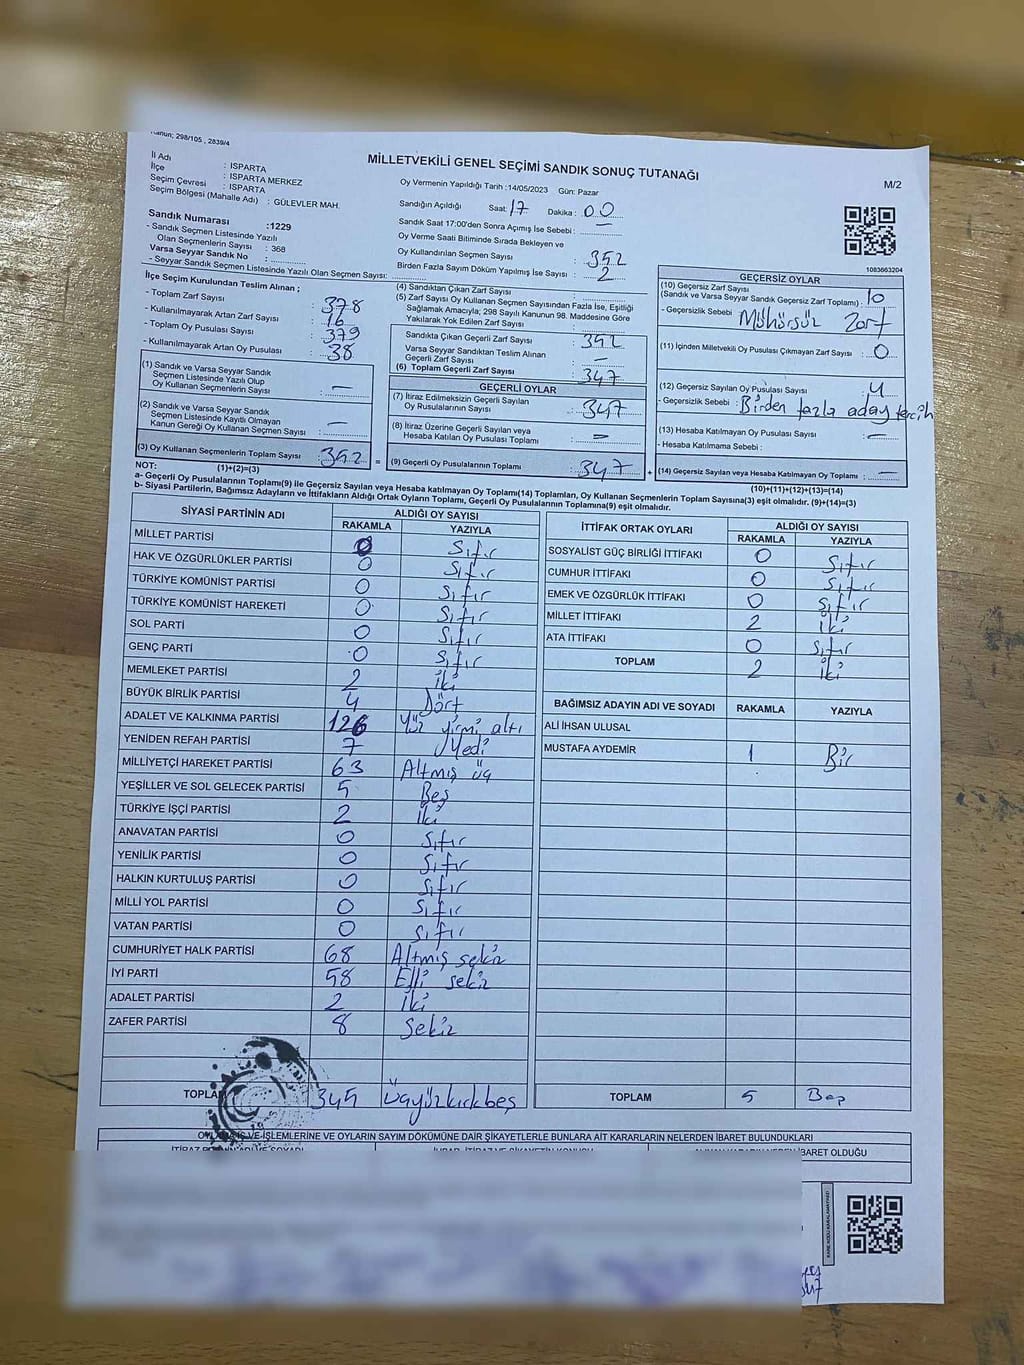 Kanun; 298/105 , 2839/4
MİLLETVEKİLİ GENEL SEÇİMİ SANDIK SONUÇ TUTANAĞI
M/2
İl Adı : ISPARTA
İlçe : ISPARTA MERKEZ
Seçim Çevresi : ISPARTA
Seçim Bölgesi (Mahalle Adı) : GÜLEVLER MAH.
Oy Vermenin Yapıldığı Tarih :14/05/2023 Gün: Pazar
Sandığın Açıldığı Saat: 17 Dakika : 00
Sandık Saat 17:00'den Sonra Açımış İse Sebebi : —
Oy Verme Saati Bitiminde Sırada Bekleyen ve
Oy Kullandırılan Seçmen Sayısı : 352
Birden Fazla Sayım Döküm Yapılmış İse Sayısı : 2
Sandık Numarası :1229
- Sandık Seçmen Listesinde Yazılı
Olan Seçmenlerin Sayısı : 368
Varsa Seyyar Sandık No :
- Seyyar Sandık Seçmen Listesinde Yazılı Olan Seçmen Sayısı:
1083663204
İlçe Seçim Kurulundan Teslim Alınan ;
- Toplam Zarf Sayısı : 378
- Kullanılmayarak Artan Zarf Sayısı : 16
- Toplam Oy Pusulası Sayısı : 379
- Kullanılmayarak Artan Oy Pusulası : 38
(1) Sandık ve Varsa Seyyar Sandık
Seçmen Listesinde Yazılı Olup
Oy Kullanan Seçmenlerin Sayısı : —
(2) Sandık ve Varsa Seyyar Sandık
Seçmen Listesinde Kayıtlı Olmayan
Kanun Gereği Oy Kullanan Seçmen Sayısı : —
(3) Oy Kullanan Seçmenlerin Toplam Sayısı : 352
(1)+(2)=(3)
(4) Sandıktan Çıkan Zarf Sayısı :
(5) Zarf Sayısı Oy Kullanan Seçmen Sayısından Fazla İse, Eşitliği
Sağlamak Amacıyla; 298 Sayılı Kanunun 98. Maddesine Göre
Yakılarak Yok Edilen Zarf Sayısı :
Sandıkta Çıkan Geçerli Zarf Sayısı : 352
Varsa Seyyar Sandıktan Teslim Alınan
Geçerli Zarf Sayısı : —
(6) Toplam Geçerli Zarf Sayısı : 347
GEÇERLİ OYLAR
(7) İtiraz Edilmeksizin Geçerli Sayılan
Oy Rusulalarının Sayısı : 347
(8) İtiraz Üzerine Geçerli Sayılan veya
Hesaba Katılan Oy Pusulası Toplamı : —
(9) Geçerli Oy Pusulalarının Toplamı : 347
GEÇERSİZ OYLAR
(10) Geçersiz Zarf Sayısı
(Sandık ve Varsa Seyyar Sandık Geçersiz Zarf Toplamı) : 10
- Geçersizlik Sebebi : Mühürsüz Zarf
(11) İçinden Milletvekili Oy Pusulası Çıkmayan Zarf Sayısı : 0
(12) Geçersiz Sayılan Oy Pusulası Sayısı : 4
- Geçersizlik Sebebi : Birden fazla aday tercih
(13) Hesaba Katılmayan Oy Pusulası Sayısı : —
- Hesaba Katılmama Sebebi :
(14) Geçersiz Sayılan veya Hesaba Katılmayan Oy Toplamı : —
(10)+(11)+(12)+(13)=(14)
NOT:
a- Geçerli Oy Pusulalarının Toplamı(9) ile Geçersiz Sayılan veya Hesaba katılmayan Oy Toplamı(14) Toplamları, Oy Kullanan Seçmenlerin Toplam Sayısına(3) eşit olmalıdır. (9)+(14)=(3)
b- Siyasi Partilerin, Bağımsız Adayların ve İttifakların Aldığı Ortak Oyların Toplamı, Geçerli Oy Pusulalarının Toplamına(9) eşit olmalıdır.
SİYASİ PARTİNİN ADI ALDIĞI OY SAYISI
RAKAMLA YAZIYLA
MİLLET PARTİSİ 0 Sıfır
HAK VE ÖZGÜRLÜKLER PARTİSİ 0 Sıfır
TÜRKİYE KOMÜNİST PARTİSİ 0 Sıfır
TÜRKİYE KOMÜNİST HAREKETİ 0 Sıfır
SOL PARTİ 0 Sıfır
GENÇ PARTİ 0 Sıfır
MEMLEKET PARTİSİ 2 İki
BÜYÜK BİRLİK PARTİSİ 4 Dört
ADALET VE KALKINMA PARTİSİ 126 Yüz yirmi altı
YENİDEN REFAH PARTİSİ 7 Yedi
MİLLİYETÇİ HAREKET PARTİSİ 63 Altmış üç
YEŞİLLER VE SOL GELECEK PARTİSİ 5 Beş
TÜRKİYE İŞÇİ PARTİSİ 2 İki
ANAVATAN PARTİSİ 0 Sıfır
YENİLİK PARTİSİ 0 Sıfır
HALKIN KURTULUŞ PARTİSİ 0 Sıfır
MİLLİ YOL PARTİSİ 0 Sıfır
VATAN PARTİSİ 0 Sıfır
CUMHURİYET HALK PARTİSİ 68 Altmış sekiz
İYİ PARTİ 58 Elli sekiz
ADALET PARTİSİ 2 İki
ZAFER PARTİSİ 8 Sekiz
TOPLAM 345 Üçyüzkırkbeş
İTTİFAK ORTAK OYLARI ALDIĞI OY SAYISI
RAKAMLA YAZIYLA
SOSYALİST GÜÇ BİRLİĞİ İTTİFAKI 0 Sıfır
CUMHUR İTTİFAKI 0 Sıfır
EMEK VE ÖZGÜRLÜK İTTİFAKI 0 Sıfır
MİLLET İTTİFAKI 2 İki
ATA İTTİFAKI 0 Sıfır
TOPLAM 2 İki
BAĞIMSIZ ADAYIN ADI VE SOYADI RAKAMLA YAZIYLA
ALİ İHSAN ULUSAL
MUSTAFA AYDEMİR 1 Bir
TOPLAM 5 Beş
OYLAMA İŞ VE İŞLEMLERİNE VE OYLARIN SAYIM DÖKÜMÜNE DAİR ŞİKAYETLERLE BUNLARA AİT KARARLARIN NELERDEN İBARET BULUNDUKLARI
İBARET OLDUĞU